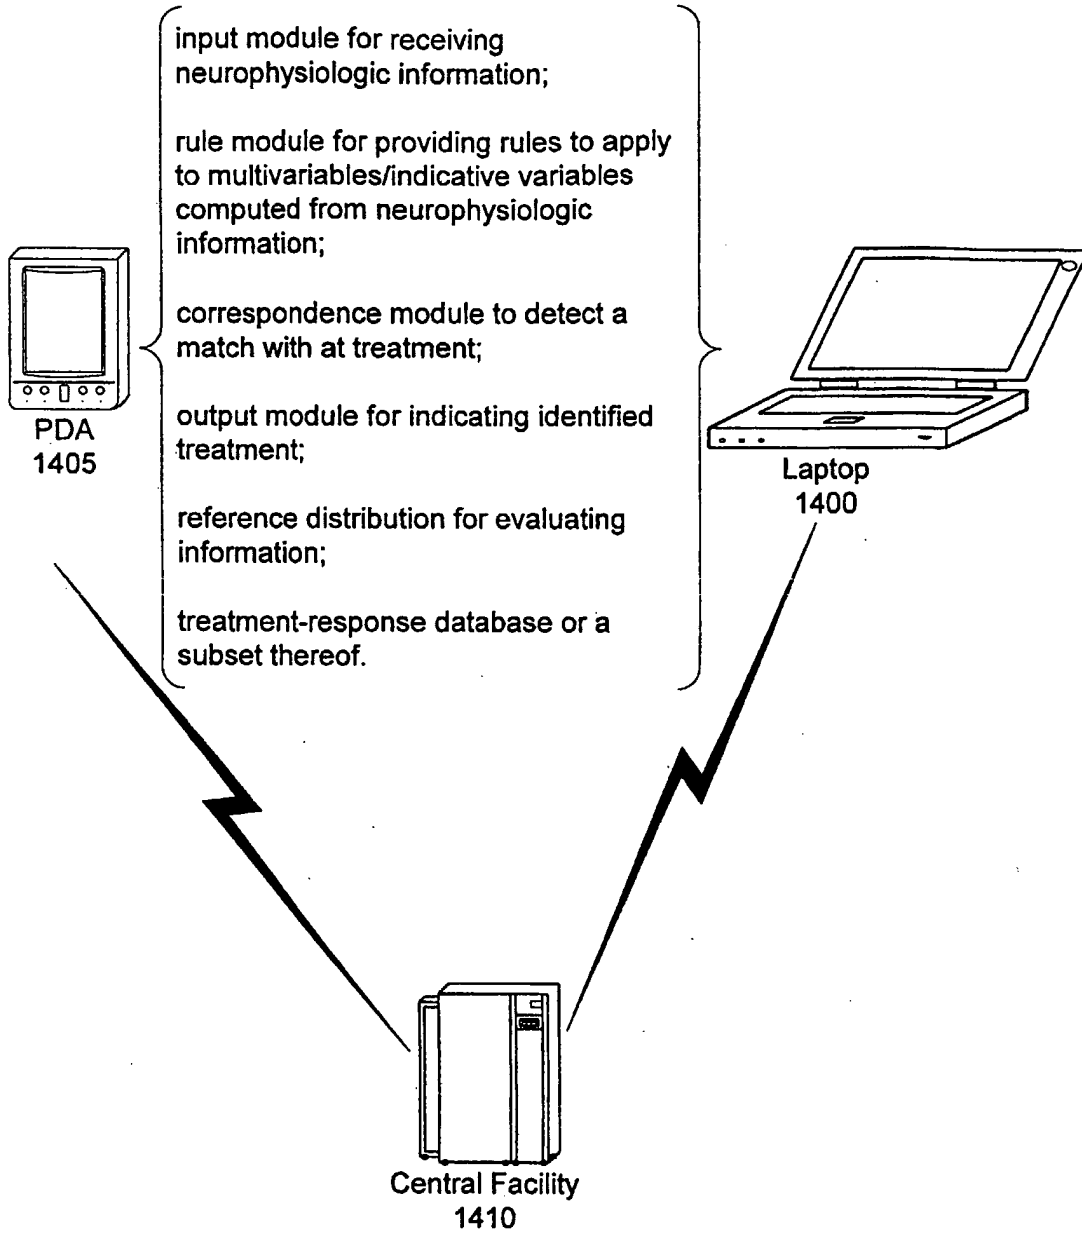 input module for receiving
neurophysiologic information;
rule module for providing rules to apply
to multivariables/indicative variables
computed from neurophysiologic
information;
correspondence module to detect a
match with at treatment;
output module for indicating identified
treatment;
reference distribution for evaluating
information;
treatment-response database or a
subset thereof.
PDA
1405
Laptop
1400
Central Facility
1410